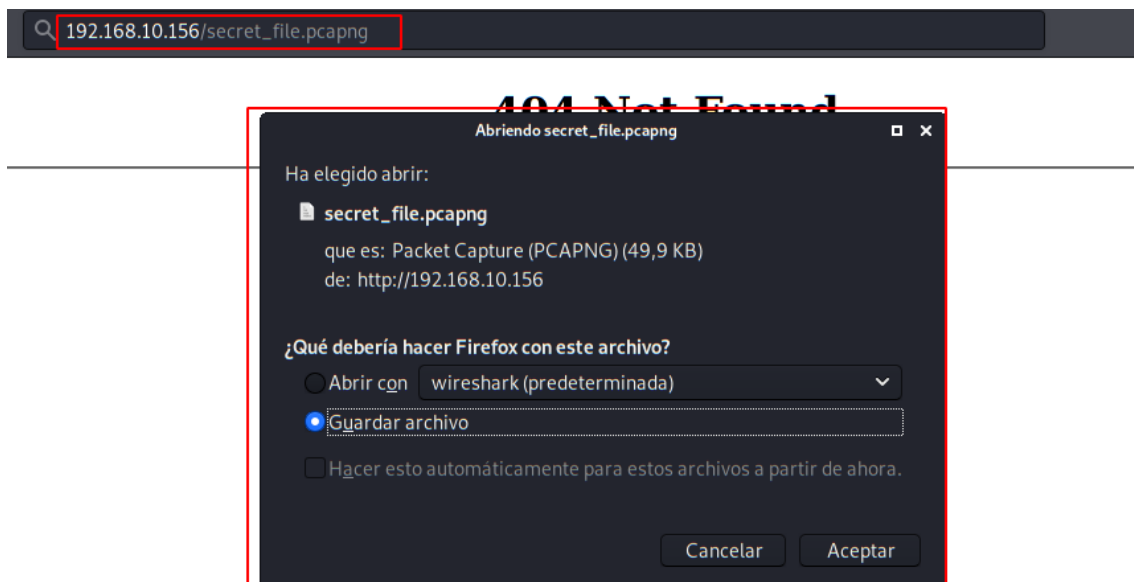 192.168.10.156/secret_file.pcapng
404 Not Found
Abriendo secret_file.pcapng
Ha elegido abrir:
secret_file.pcapng
que es: Packet Capture (PCAPNG) (49,9 KB)
de: http://192.168.10.156
¿Qué debería hacer Firefox con este archivo?
Abrir con wireshark (predeterminada)
Guardar archivo
Hacer esto automáticamente para estos archivos a partir de ahora.
Cancelar Aceptar